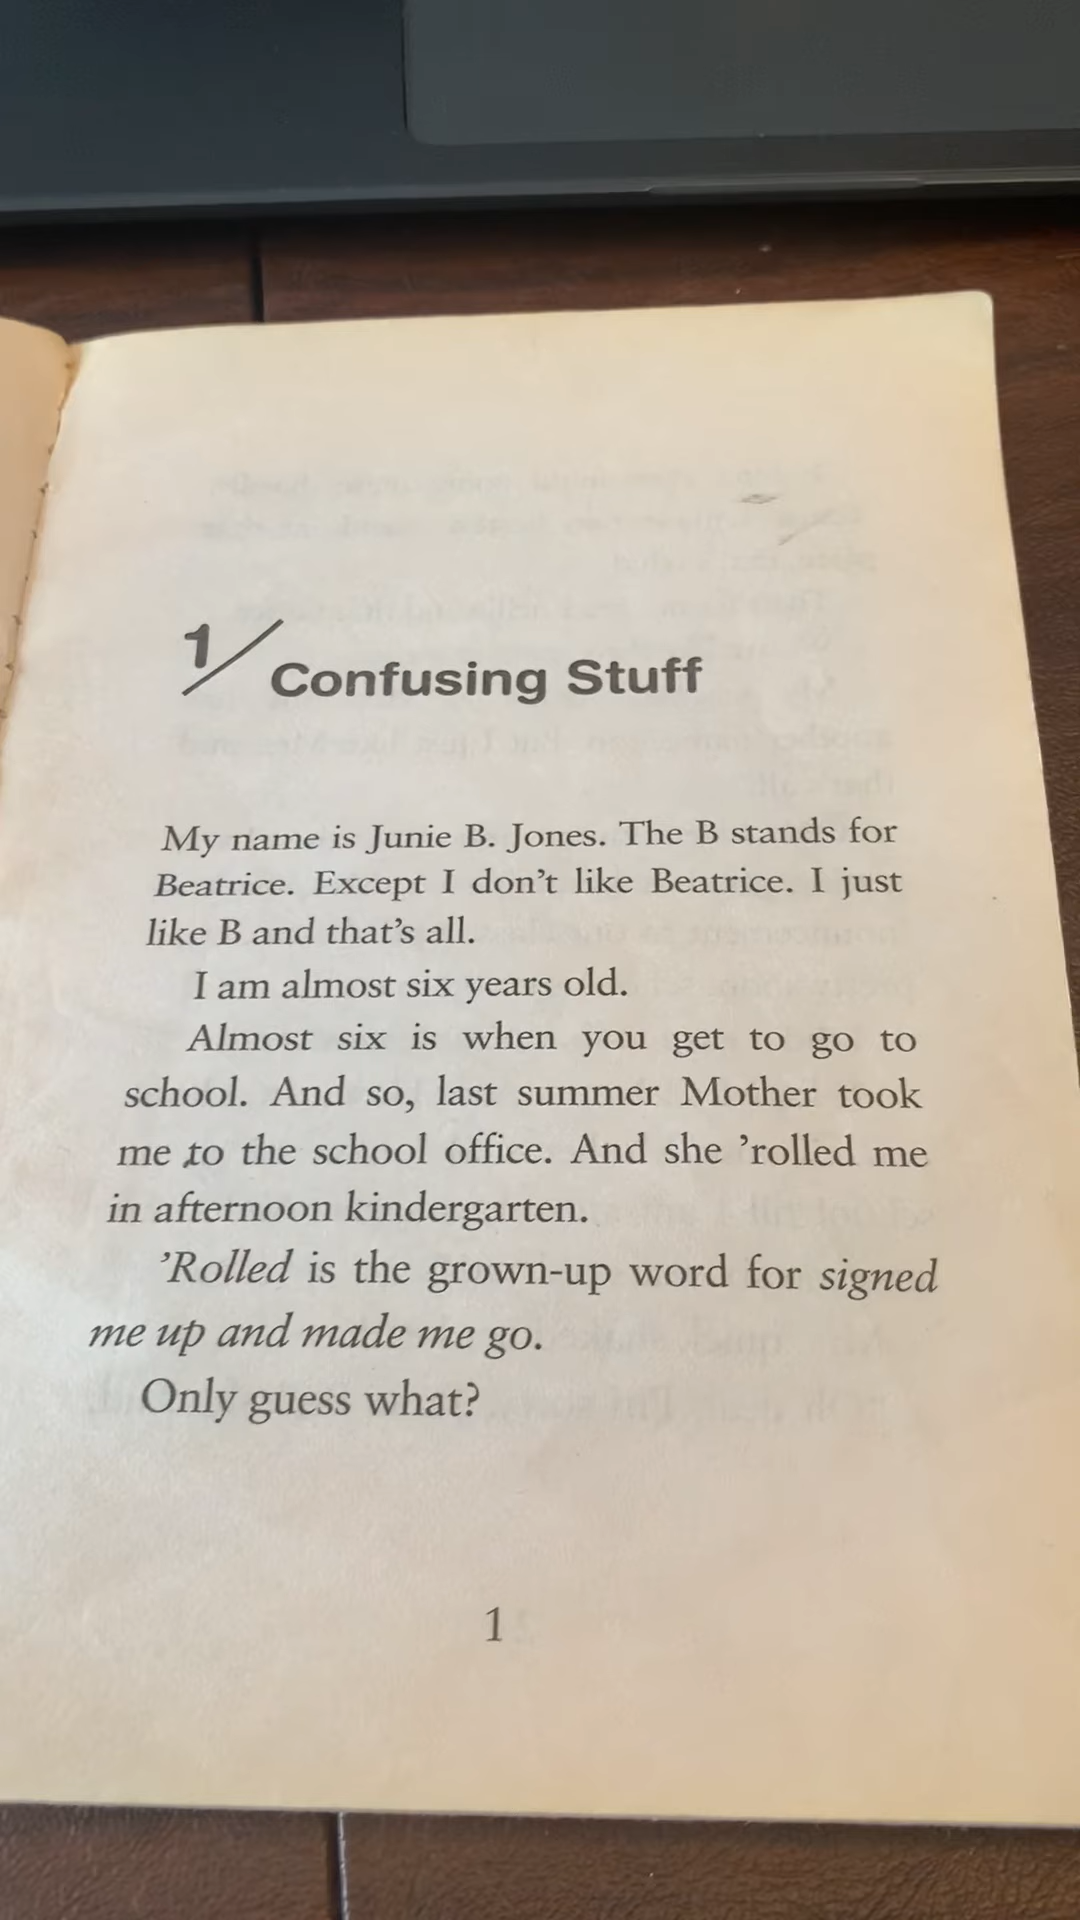 1/ Confusing Stuff
My name is Junie B. Jones. The B stands for
Beatrice. Except I don’t like Beatrice. I just
like B and that’s all.
I am almost six years old.
Almost six is when you get to go to
school. And so, last summer Mother took
me to the school office. And she ’rolled me
in afternoon kindergarten.
’Rolled is the grown-up word for signed
me up and made me go.
Only guess what?
1